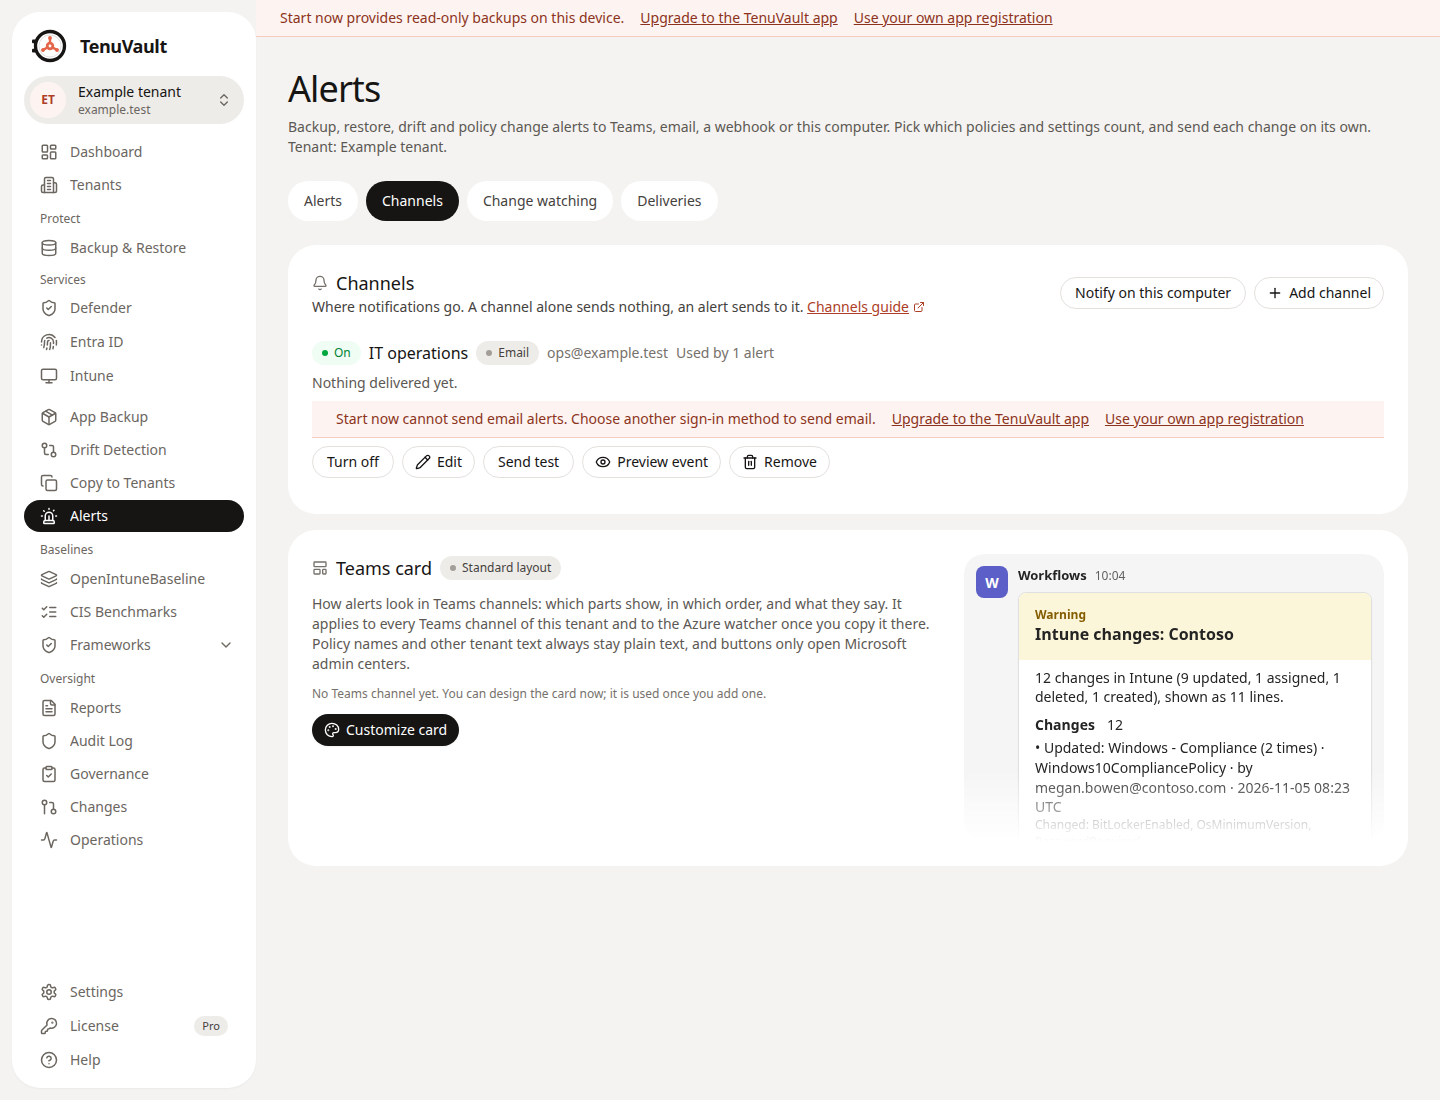 Start now provides read-only backups on this device. Upgrade to the TenuVault app Use your own app registration
TenuVault
ET
Example tenant
example.test
Dashboard
Tenants
Protect
Backup & Restore
Services
Defender
Entra ID
Intune
App Backup
Drift Detection
Copy to Tenants
Alerts
Baselines
OpenIntuneBaseline
CIS Benchmarks
Frameworks
Oversight
Reports
Audit Log
Governance
Changes
Operations
Settings
License Pro
Help
Alerts
Backup, restore, drift and policy change alerts to Teams, email, a webhook or this computer. Pick which policies and settings count, and send each change on its own.
Tenant: Example tenant.
Alerts Channels Change watching Deliveries
Channels
Where notifications go. A channel alone sends nothing, an alert sends to it. Channels guide
Notify on this computer Add channel
On IT operations Email ops@example.test Used by 1 alert
Nothing delivered yet.
Start now cannot send email alerts. Choose another sign-in method to send email. Upgrade to the TenuVault app Use your own app registration
Turn off Edit Send test Preview event Remove
Teams card Standard layout
How alerts look in Teams channels: which parts show, in which order, and what they say. It
applies to every Teams channel of this tenant and to the Azure watcher once you copy it there.
Policy names and other tenant text always stay plain text, and buttons only open Microsoft
admin centers.
No Teams channel yet. You can design the card now; it is used once you add one.
Customize card
W
Workflows 10:04
Warning
Intune changes: Contoso
12 changes in Intune (9 updated, 1 assigned, 1
deleted, 1 created), shown as 11 lines.
Changes 12
• Updated: Windows - Compliance (2 times) ·
Windows10CompliancePolicy · by
megan.bowen@contoso.com · 2026-11-05 08:23
UTC
Changed: BitLockerEnabled, OsMinimumVersion,